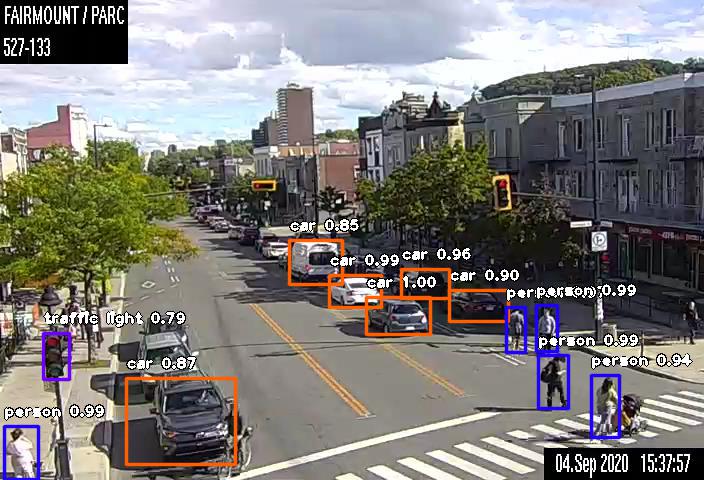 FAIRMOUNT / PARC
527-133
car 0.85
car 0.99
car 0.96
car 1.00
car 0.90
person 0.99
traffic light 0.79
person 0.99
car 0.87
person 0.94
person 0.99
04.Sep 2020 15:37:57